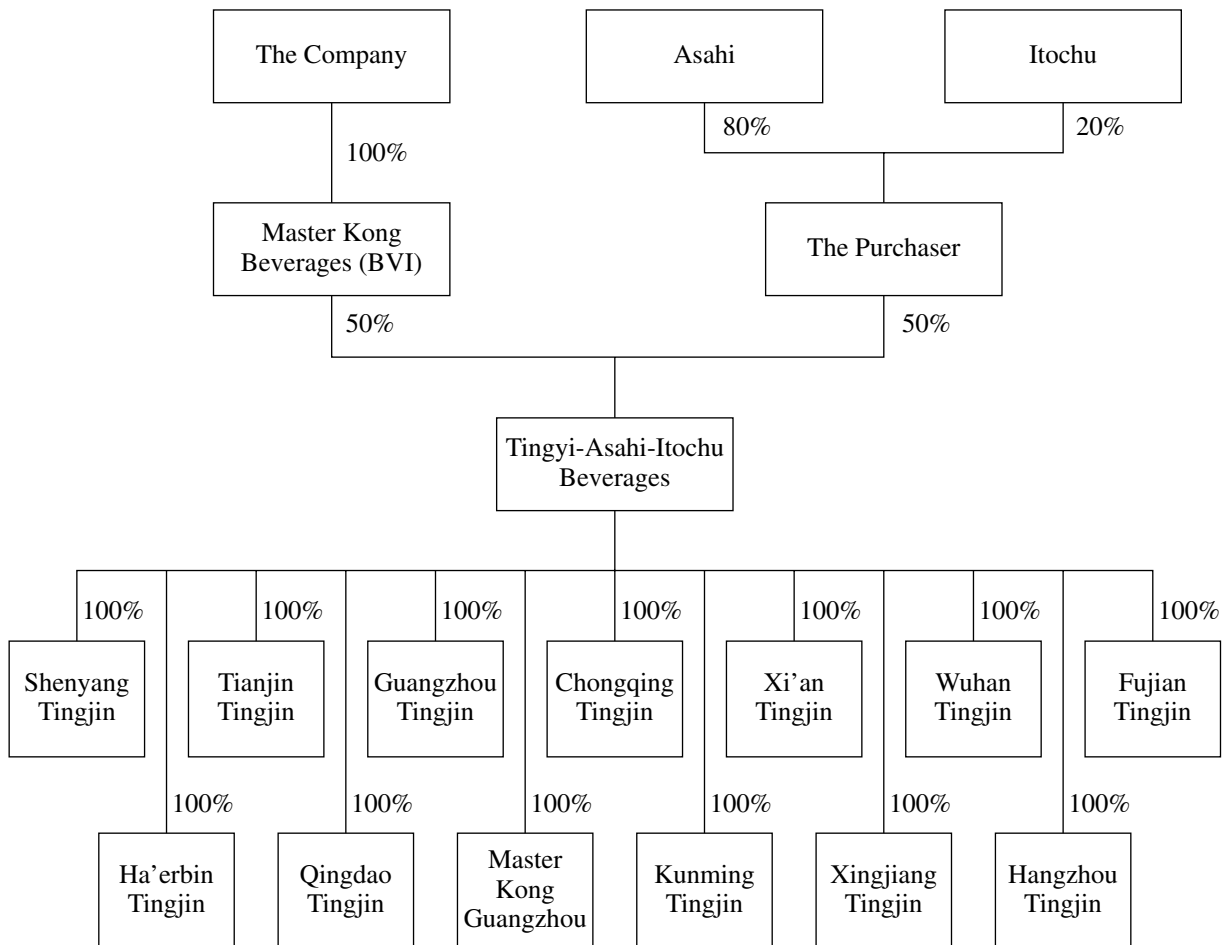 The Company
Asahi
Itochu
80%
20%
100%
Master Kong
Beverages (BVI)
The Purchaser
50%
50%
Tingyi-Asahi-Itochu
Beverages
100%
100%
100%
100%
100%
100%
100%
Shenyang
Tingjin
Tianjin
Tingjin
Guangzhou
Tingjin
Chongqing
Tingjin
Xi’an
Tingjin
Wuhan
Tingjin
Fujian
Tingjin
100%
100%
100%
100%
100%
100%
Ha’erbin
Tingjin
Qingdao
Tingjin
Master
Kong
Guangzhou
Kunming
Tingjin
Xingjiang
Tingjin
Hangzhou
Tingjin